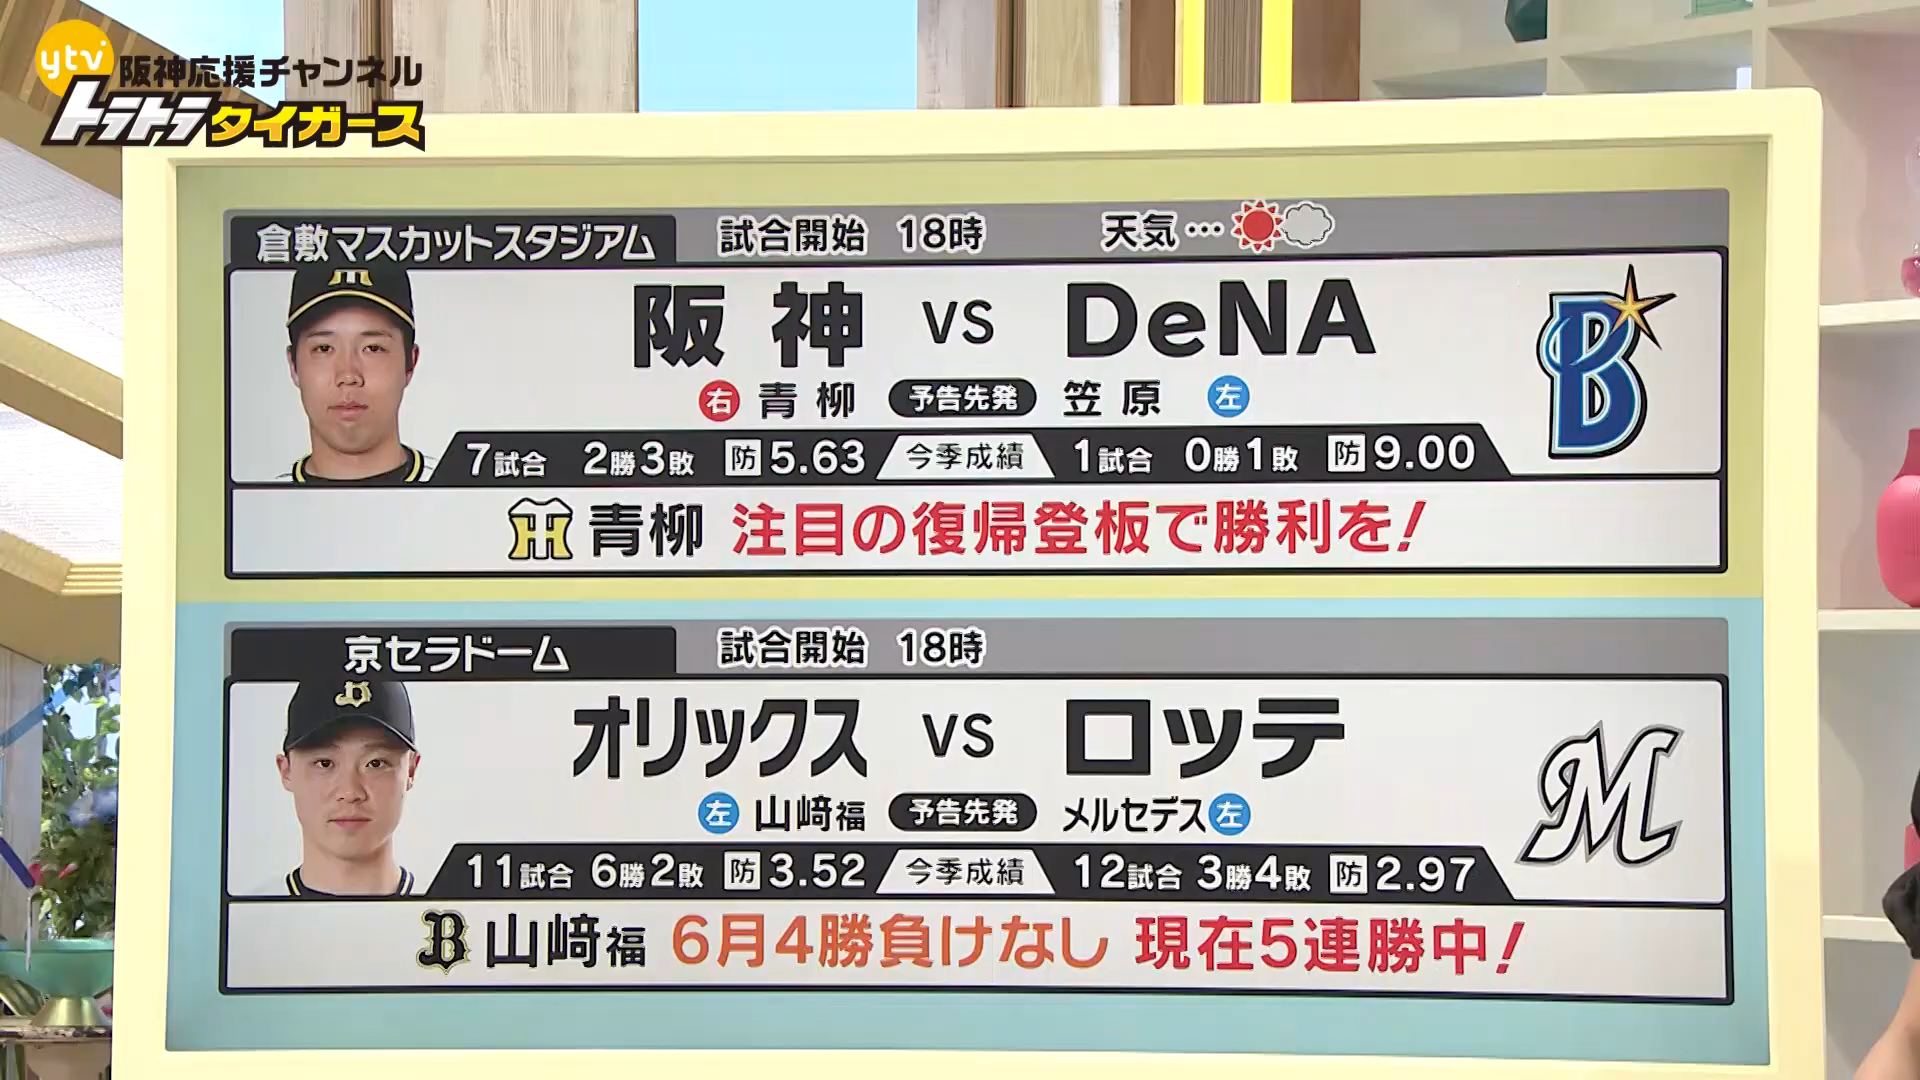 ytv
阪神応援チャンネル
トラトラタイガース
倉敷マスカットスタジアム 試合開始 18時 天気…
阪神 VS DeNA
右 青柳 予告先発 笠原 左
7試合 2勝3敗 防5.63 今季成績 1試合 0勝1敗 防9.00
青柳 注目の復帰登板で勝利を!
京セラドーム 試合開始 18時
オリックス VS ロッテ
左 山﨑福 予告先発 メルセデス 左
11試合 6勝2敗 防3.52 今季成績 12試合 3勝4敗 防2.97
B 山﨑福 6月4勝負けなし 現在5連勝中!
B
M